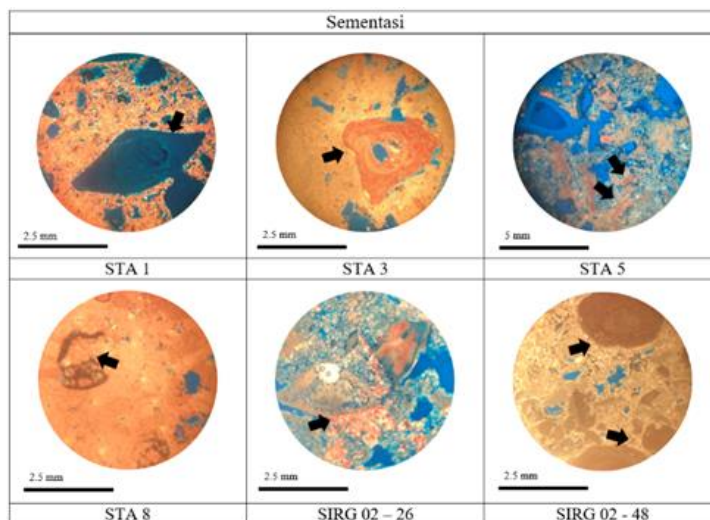 Sementasi
2.5 mm
2.5 mm
5 mm
STA 1
STA 3
STA 5
2.5 mm
2.5 mm
2.5 mm
STA 8
SIRG 02 – 26
SIRG 02 - 48